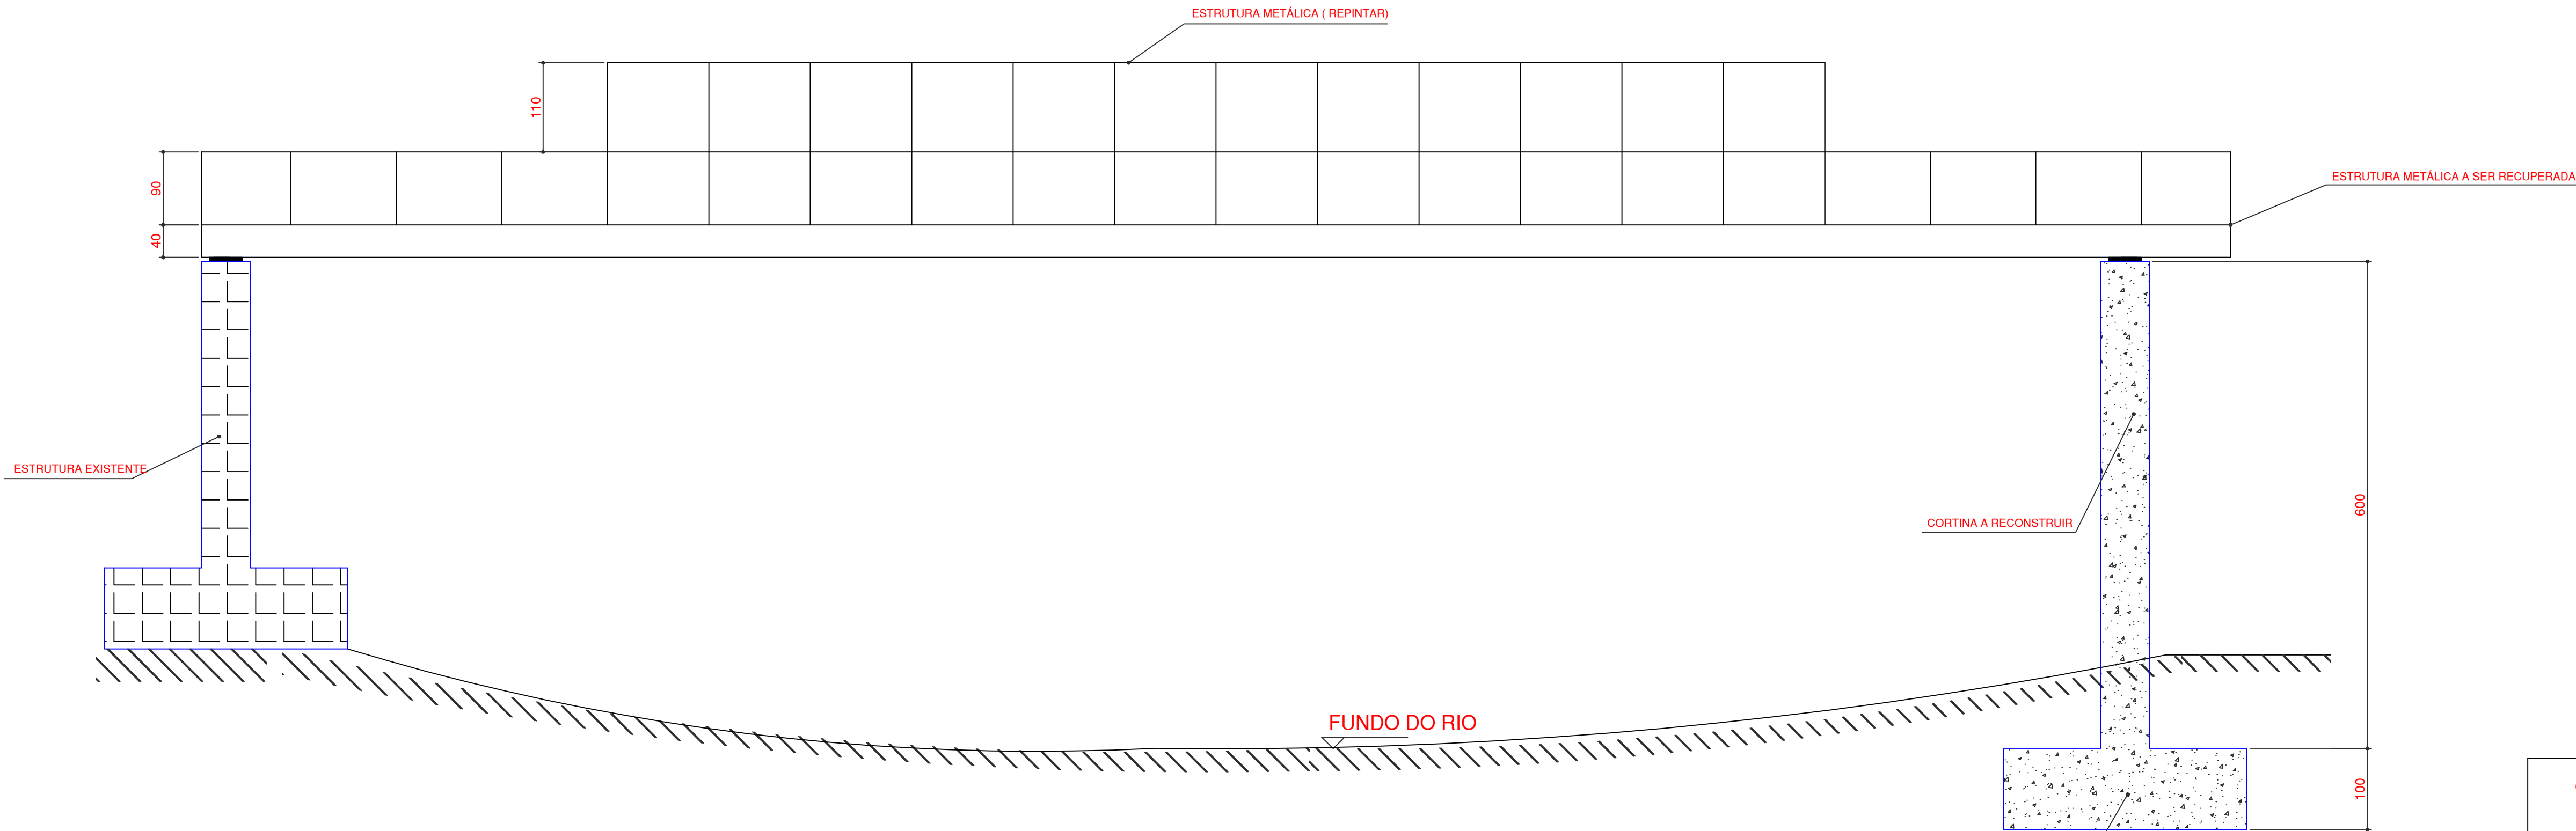 ESTRUTURA METÁLICA ( REPINTAR)
110
90
40
ESTRUTURA METÁLICA A SER RECUPERADA
ESTRUTURA EXISTENTE
CORTINA A RECONSTRUIR
600
FUNDO DO RIO
100